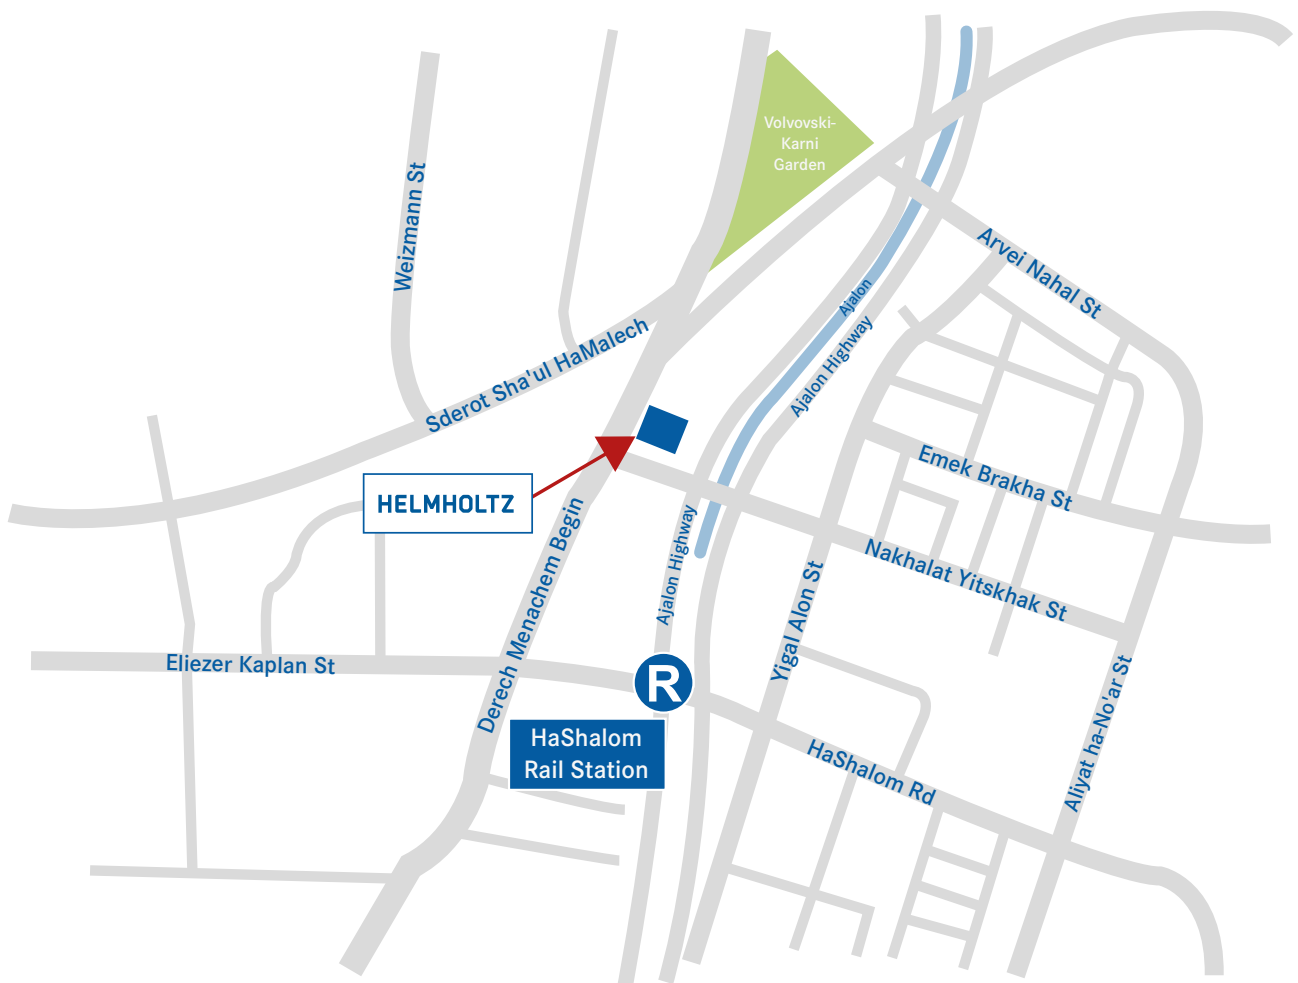 Volvovski-
Karni
Garden
Weizmann St
Arvei Nahal St
Ajalon
Sderot Sha'ul HaMalech
Ajalon Highway
Emek Brakha St
HELMHOLTZ
Derech Menachem Begin
Ajalon Highway
Nakhalat Yitskhak St
Yigal Alon St
Eliezer Kaplan St
R
Aliyat ha-No'ar St
HaShalom
Rail Station
HaShalom Rd